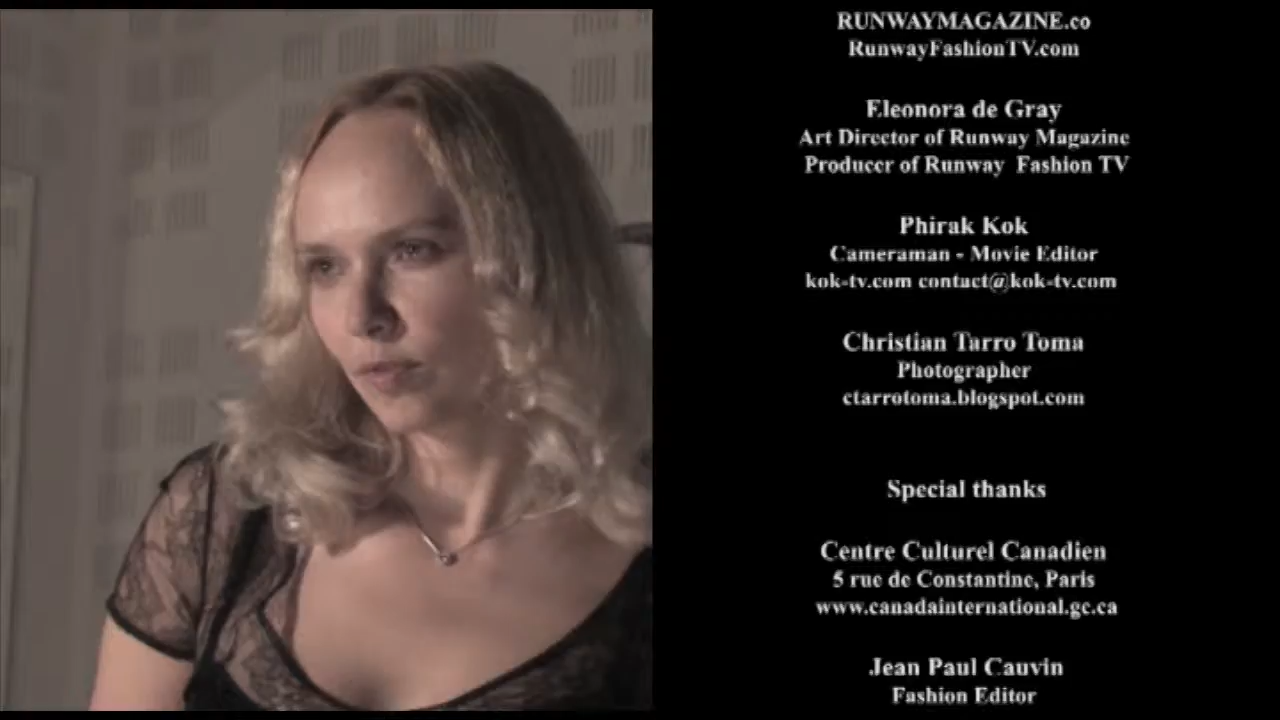 RUNWAYMAGAZINE.co
RunwayFashionTV.com
Eleonora de Gray
Art Director of Runway Magazine
Producer of Runway Fashion TV
Phirak Kok
Cameraman - Movie Editor
kok-tv.com contact@kok-tv.com
Christian Tarro Toma
Photographer
ctarrotoma.blogspot.com
Special thanks
Centre Culturel Canadien
5 rue de Constantine, Paris
www.canadainternational.gc.ca
Jean Paul Cauvin
Fashion Editor